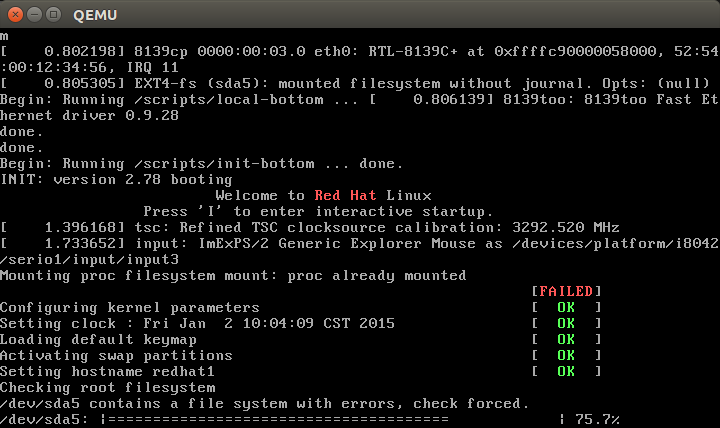 QEMU
m
[    0.802198] 8139cp 0000:00:03.0 eth0: RTL-8139C+ at 0xffffc90000058000, 52:54
:00:12:34:56, IRQ 11
[    0.805305] EXT4-fs (sda5): mounted filesystem without journal. Opts: (null)
Begin: Running /scripts/local-bottom ... [    0.806139] 8139too: 8139too Fast Et
hernet driver 0.9.28
done.
done.
Begin: Running /scripts/init-bottom ... done.
INIT: version 2.78 booting
Welcome to Red Hat Linux
Press 'I' to enter interactive startup.
[    1.396168] tsc: Refined TSC clocksource calibration: 3292.520 MHz
[    1.733652] input: ImExPS/2 Generic Explorer Mouse as /devices/platform/i8042
/serio1/input/input3
Mounting proc filesystem mount: proc already mounted
[FAILED]
Configuring kernel parameters [  OK  ]
Setting clock : Fri Jan  2 10:04:09 CST 2015 [  OK  ]
Loading default keymap [  OK  ]
Activating swap partitions [  OK  ]
Setting hostname redhat1 [  OK  ]
Checking root filesystem
/dev/sda5 contains a file system with errors, check forced.
/dev/sda5: |======================================            | 75.7%